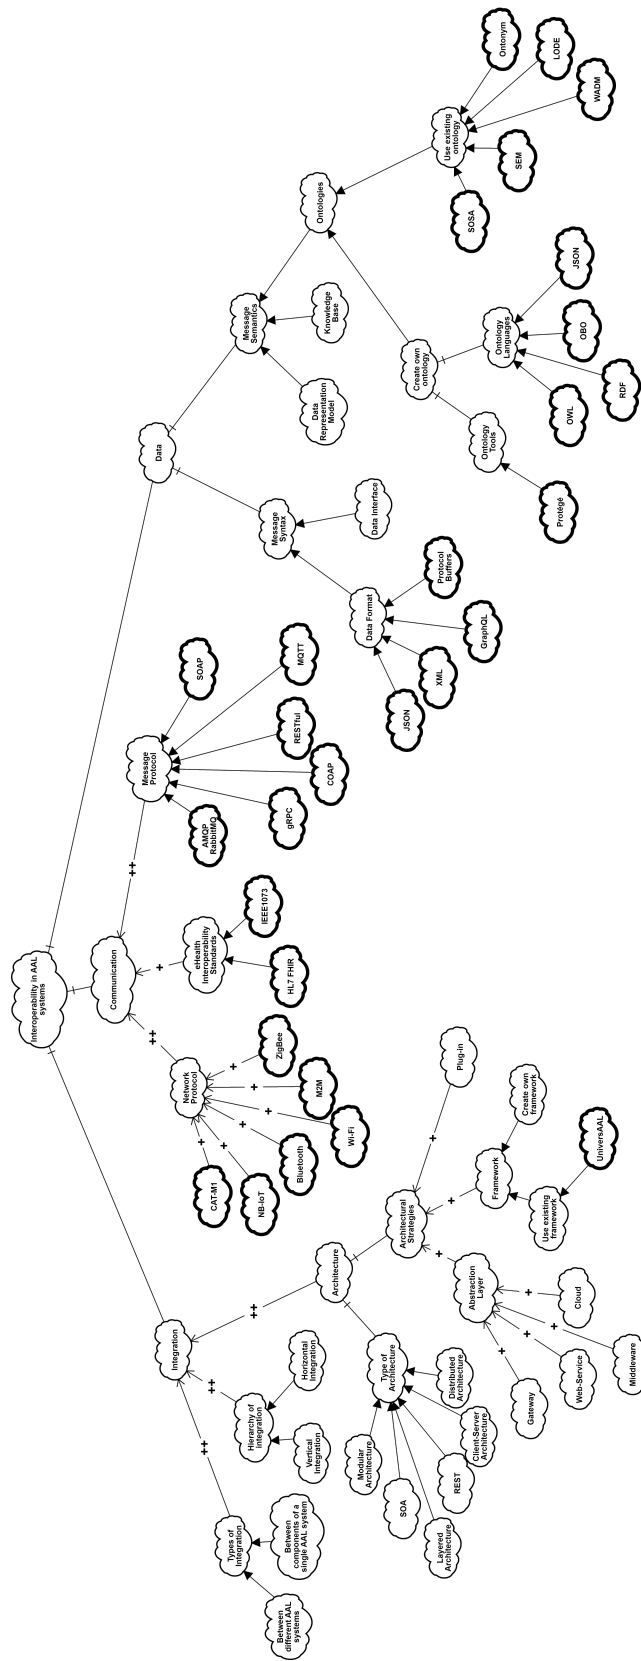 Interoperability in AAL
systems
Integration
++
Types of
Integration
Between
different AAL
systems
Between
components of a
single AAL system
++
Hierarchy of
integration
Vertical
Integration
Horizontal
Integration
++
Architecture
Type of
Architecture
Modular
Architecture
SOA
Layered
Architecture
REST
Client-Server
Architecture
Distributed
Architecture
Architectural
Strategies
+
Abstraction
Layer
+
Gateway
+
Web-Service
+
Middleware
+
Cloud
+
Framework
Use existing
framework
UniversAAL
Create own
framework
+
Plug-in
Communication
++
Network
Protocol
+
CAT-M1
+
NB-IoT
+
Bluetooth
+
Wi-Fi
+
M2M
+
ZigBee
+
eHealth
Interoperability
Standards
HL7 FHIR
IEEE1073
++
Message
Protocol
AMQP
RabbitMQ
gRPC
COAP
RESTful
MQTT
SOAP
Data
Message
Syntax
Data Format
JSON
XML
GraphQL
Protocol
Buffers
Data Interface
Message
Semantics
Data
Representation
Model
Knowledge
Base
Ontologies
Create own
ontology
Ontology
Tools
Protégé
Ontology
Languages
OWL
RDF
OBO
JSON
Use existing
ontology
SOSA
SEM
WADM
LODE
Ontonym